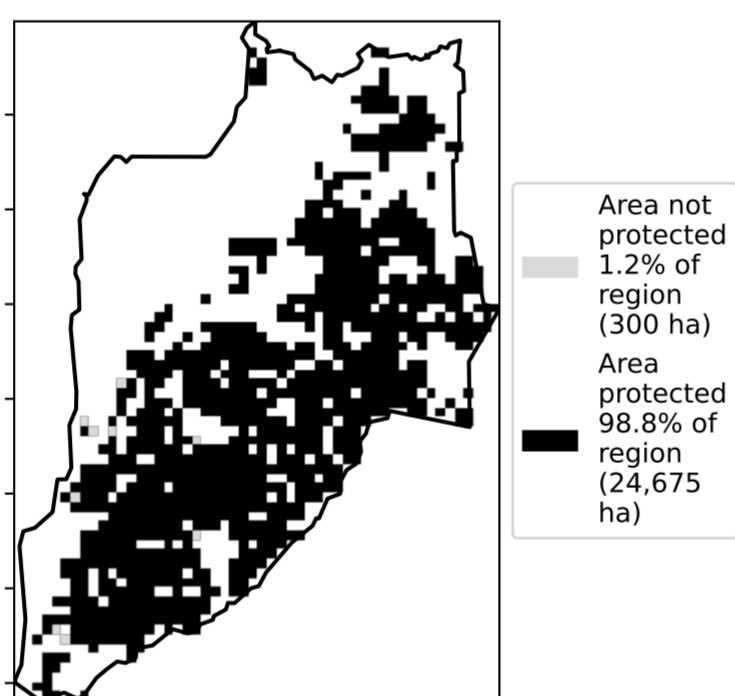 Area not
protected
1.2% of
region
(300 ha)
Area
protected
98.8% of
region
(24,675
ha)